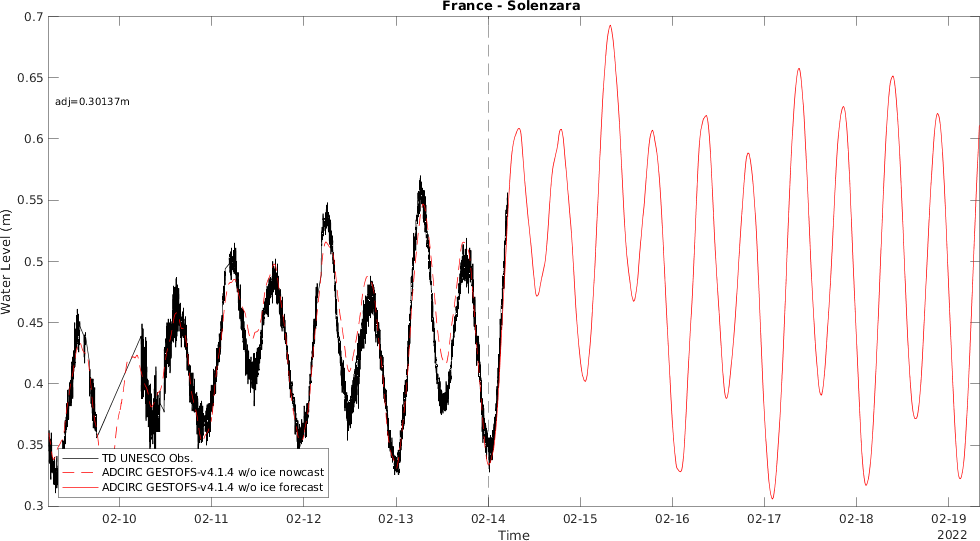 France - Solenzara
0.7
0.65
adj=0.30137m
0.6
0.55
0.5
0.45
0.4
0.35
0.3
Water Level (m)
TD UNESCO Obs.
ADCIRC GESTOFS-v4.1.4 w/o ice nowcast
ADCIRC GESTOFS-v4.1.4 w/o ice forecast
02-10 02-11 02-12 02-13 02-14 02-15 02-16 02-17 02-18 02-19
Time
2022